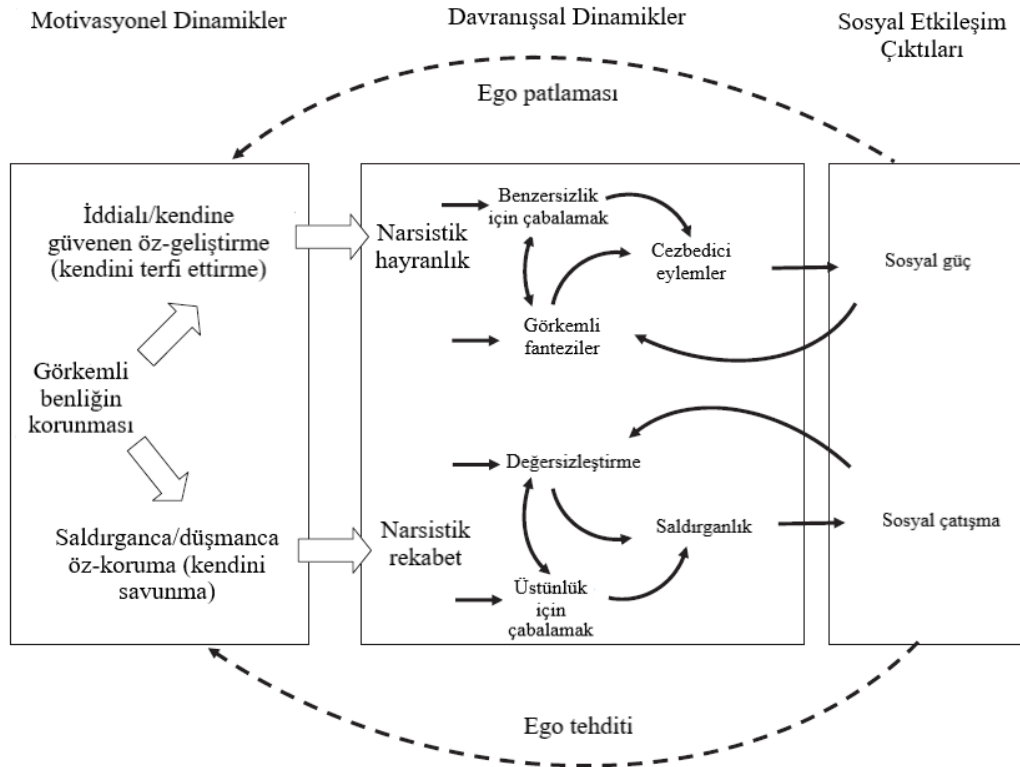 Motivasyonel Dinamikler
Davranışsal Dinamikler
Sosyal Etkileşim
Çıktıları
Ego patlaması
İddialı/kendine
güvenen öz-geliştirme
(kendini terfi ettirme)
Görkemli
benliğin
korunması
Saldırganca/düşmanca
öz-koruma (kendini
savunma)
Narsistik
hayranlık
Benzersizlik
için çabalamak
Cezbedici
eylemler
Görkemli
fanteziler
Narsistik
rekabet
Değersizleştirme
Saldırganlık
Üstünlük
için
çabalamak
Sosyal güç
Sosyal çatışma
Ego tehditi